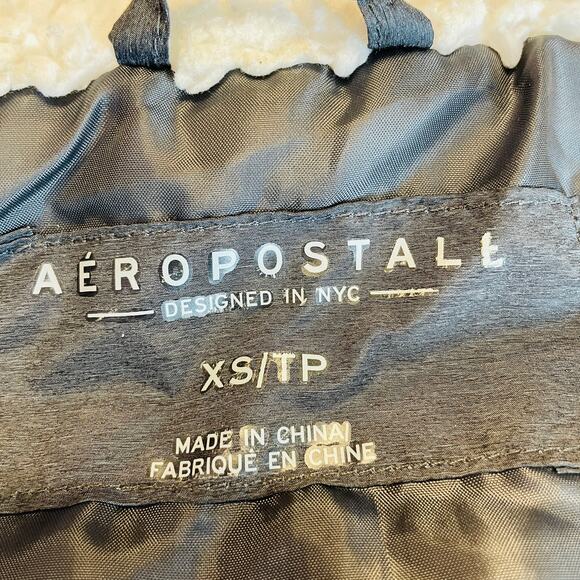 AÉROPOSTALE
DESIGNED IN NYC
XS/TP
MADE IN CHINA/
FABRIQUÉ EN CHINE